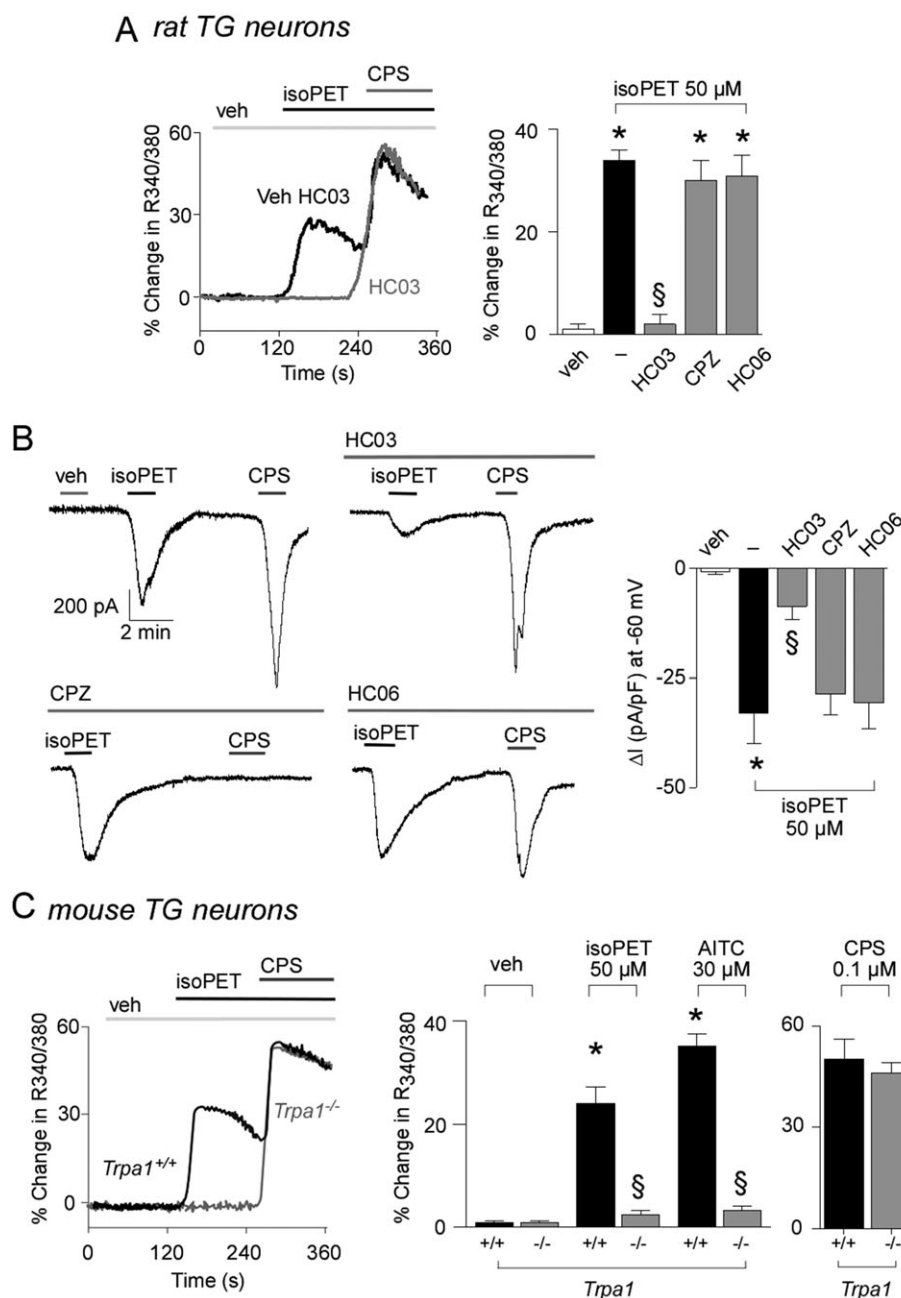 A rat TG neurons
CPS
isoPET
veh
60
30
0
% Change in R340/380
Veh HC03
HC03
0 120 240 360
Time (s)
isoPET 50 µM
40
20
0
% Change in R340/380
* § * *
veh – HC03 CPZ HC06
B
veh isoPET CPS
200 pA
2 min
HC03
isoPET CPS
CPZ
isoPET CPS
HC06
isoPET CPS
veh – HC03 CPZ HC06
0
-25
-50
ΔI (pA/pF) at -60 mV
§
*
isoPET
50 µM
C mouse TG neurons
CPS
isoPET
veh
60
30
0
% Change in R340/380
Trpa1+/+
Trpa1-/-
0 120 240 360
Time (s)
veh
isoPET
50 µM
AITC
30 µM
40
20
0
% Change in R340/380
* § * §
+/+ -/- +/+ -/- +/+ -/-
Trpa1
CPS
0.1 µM
60
30
0
+/+ -/-
Trpa1